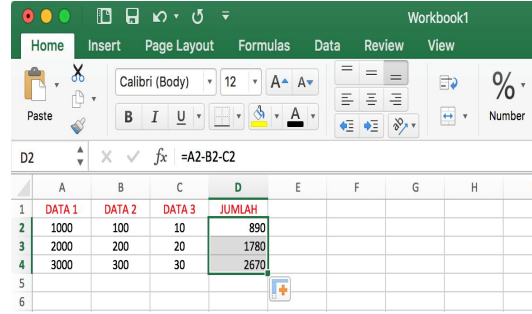 Workbook1
Home Insert Page Layout Formulas Data Review View
Calibri (Body) 12 A A
Paste B I U A % Number
D2 fx =A2-B2-C2
A B C D E F G H
1 DATA 1 DATA 2 DATA 3 JUMLAH
2 1000 100 10 890
3 2000 200 20 1780
4 3000 300 30 2670
5
6